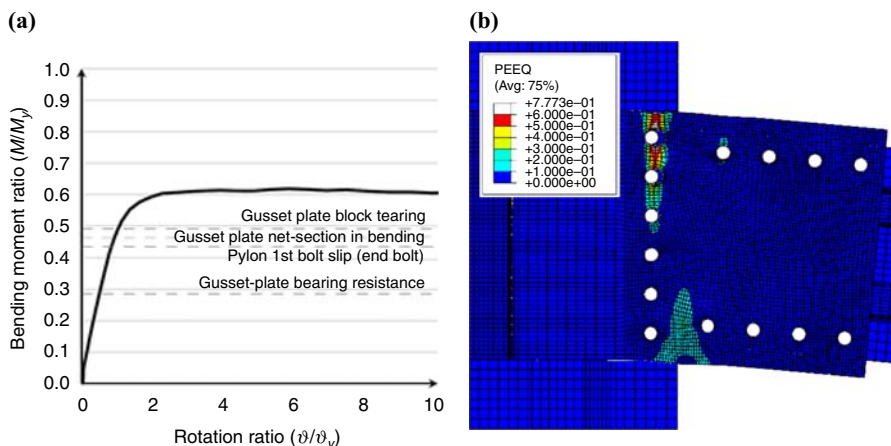 (a)
Bending moment ratio (M/My)
1.0
0.9
0.8
0.7
0.6
0.5
0.4
0.3
0.2
0.1
0.0
Gusset plate block tearing
Gusset plate net-section in bending
Pylon 1st bolt slip (end bolt)
Gusset-plate bearing resistance
0 2 4 6 8 10
Rotation ratio (ϑ/ϑy)
(b)
PEEQ
(Avg: 75%)
+7.773e–01
+6.000e–01
+5.000e–01
+4.000e–01
+3.000e–01
+2.000e–01
+1.000e–01
+0.000e+00